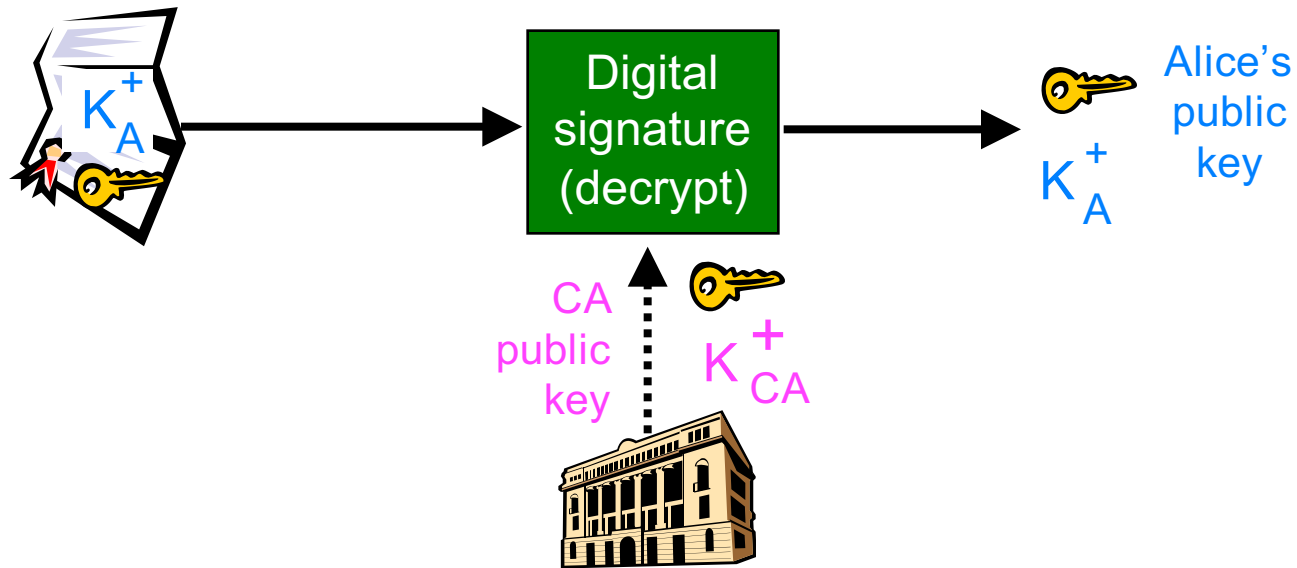 K
+
A
Digital
signature
(decrypt)
Alice’s
public
key
K
+
A
CA
public
key
K
+
CA